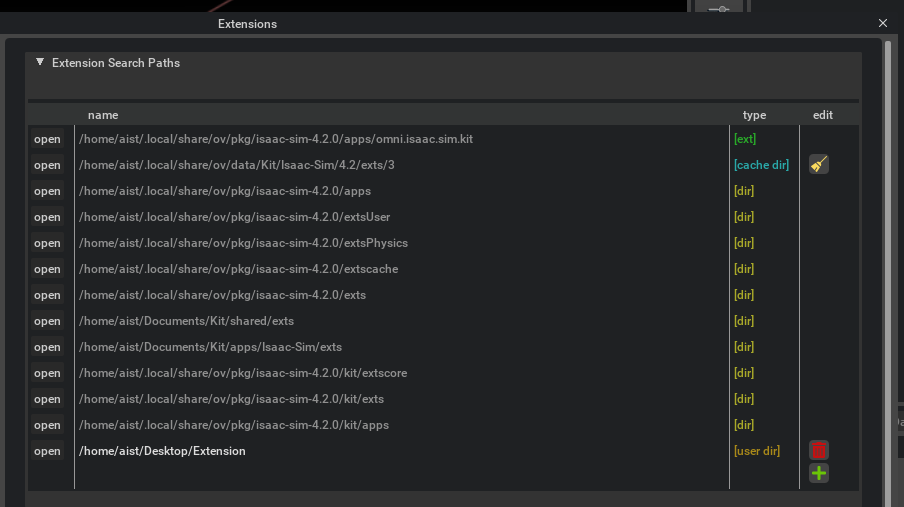 Extensions
Extension Search Paths
name type edit
open /home/aist/.local/share/ov/pkg/isaac-sim-4.2.0/apps/omni.isaac.sim.kit [ext]
open /home/aist/.local/share/ov/data/Kit/Isaac-Sim/4.2/exts/3 [cache dir]
open /home/aist/.local/share/ov/pkg/isaac-sim-4.2.0/apps [dir]
open /home/aist/.local/share/ov/pkg/isaac-sim-4.2.0/extsUser [dir]
open /home/aist/.local/share/ov/pkg/isaac-sim-4.2.0/extsPhysics [dir]
open /home/aist/.local/share/ov/pkg/isaac-sim-4.2.0/extscache [dir]
open /home/aist/.local/share/ov/pkg/isaac-sim-4.2.0/exts [dir]
open /home/aist/Documents/Kit/shared/exts [dir]
open /home/aist/Documents/Kit/apps/Isaac-Sim/exts [dir]
open /home/aist/.local/share/ov/pkg/isaac-sim-4.2.0/kit/extscore [dir]
open /home/aist/.local/share/ov/pkg/isaac-sim-4.2.0/kit/exts [dir]
open /home/aist/.local/share/ov/pkg/isaac-sim-4.2.0/kit/apps [dir]
open /home/aist/Desktop/Extension [user dir]